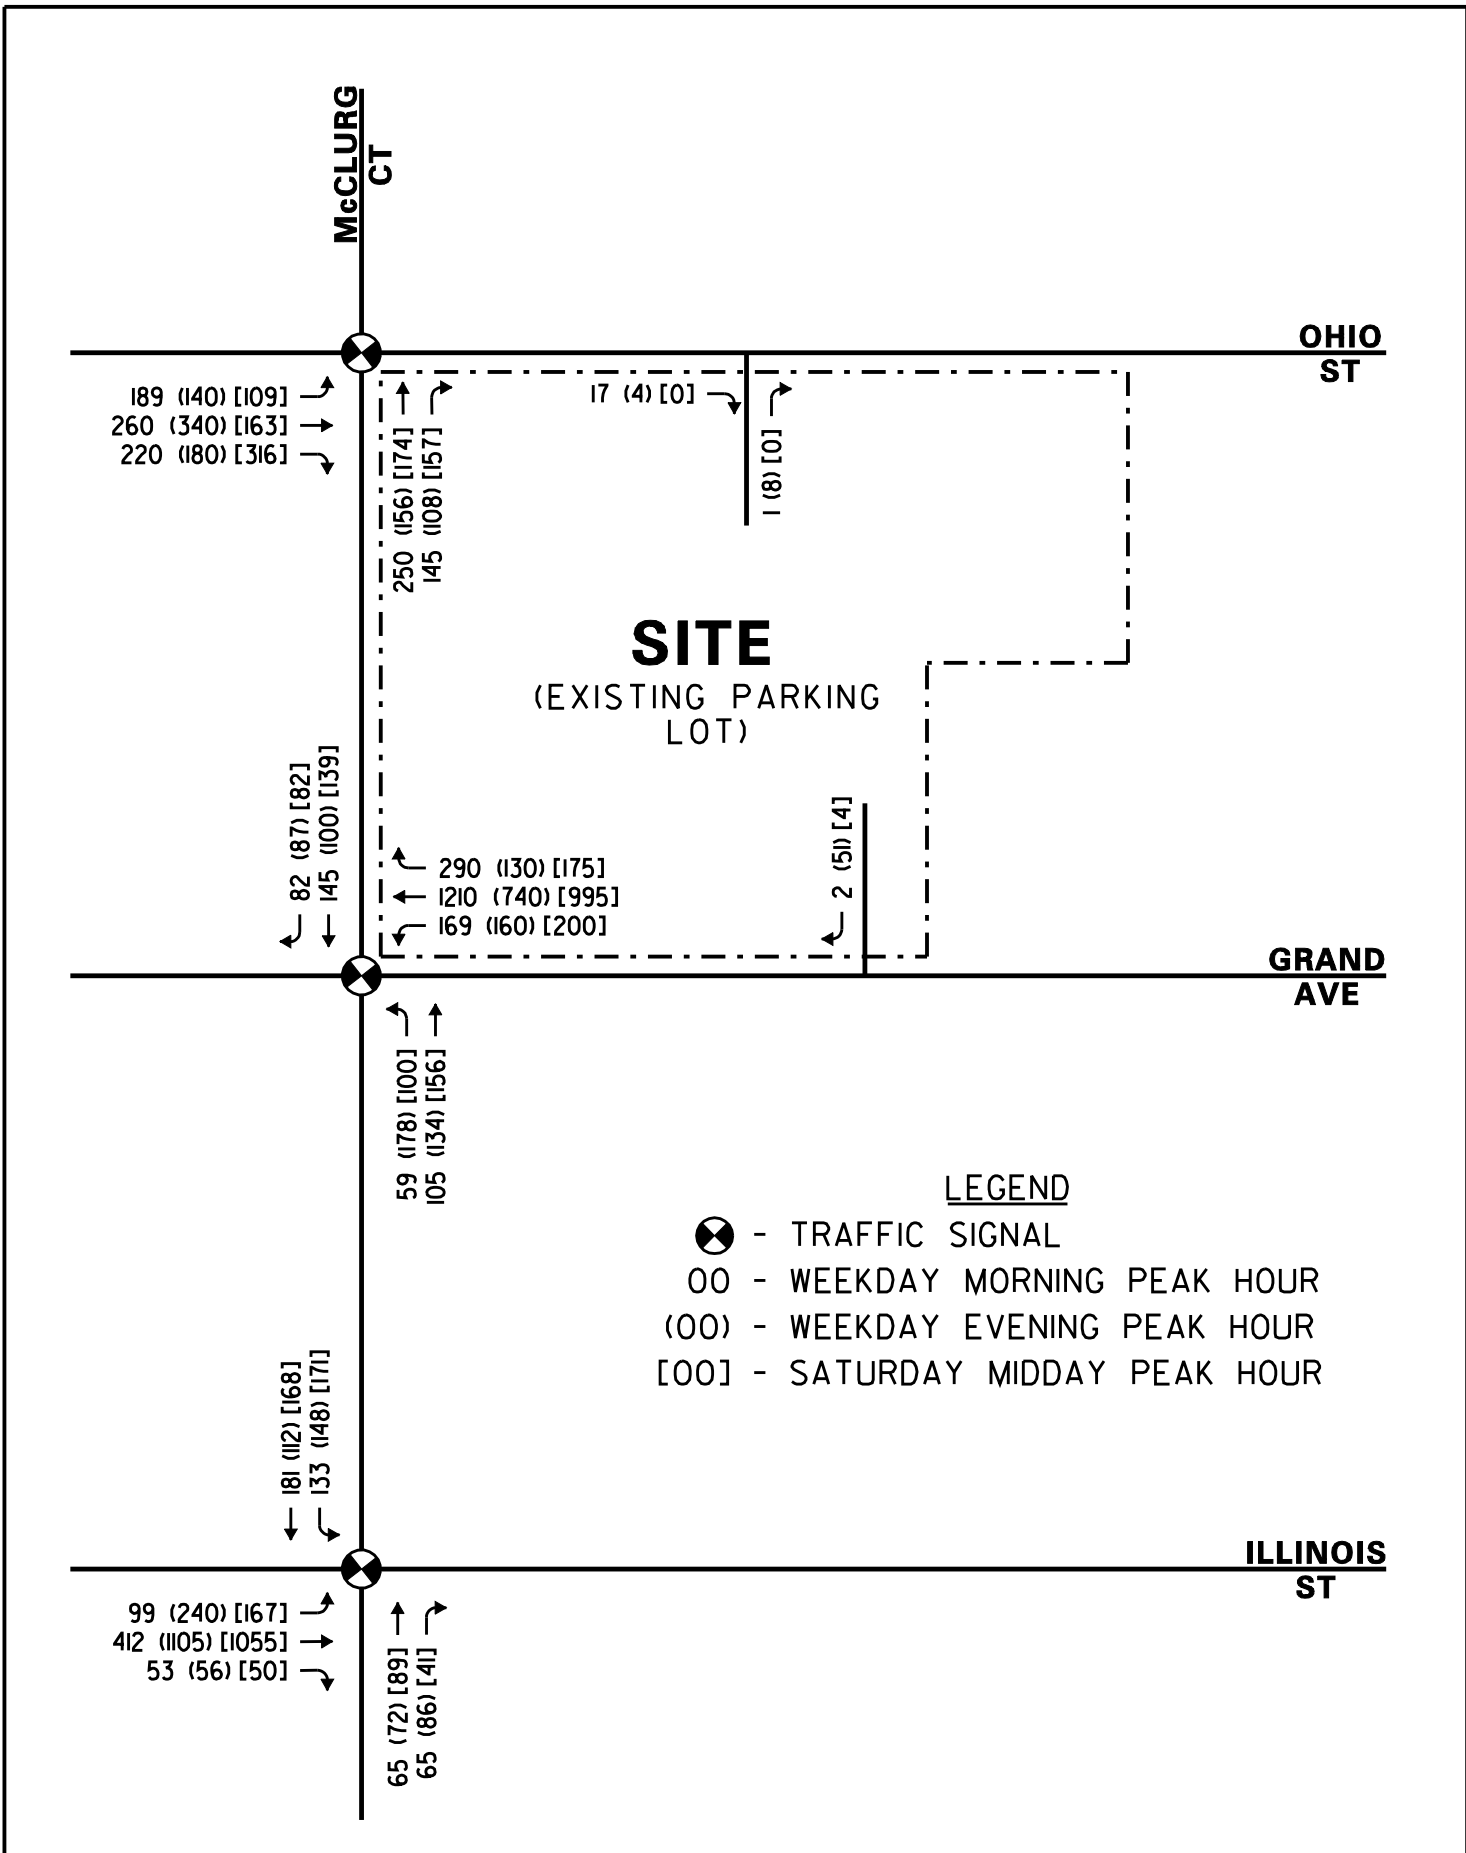 McCLURG
CT
OHIO
ST
189 (140) [109]
260 (340) [163]
220 (180) [316]
250 (156) [174]
145 (108) [157]
17 (4) [0]
1 (8) [0]
SITE
(EXISTING PARKING
LOT)
82 (87) [82]
145 (100) [139]
290 (130) [175]
1210 (740) [995]
169 (160) [200]
2 (51) [4]
GRAND
AVE
59 (178) [100]
105 (134) [156]
LEGEND
- TRAFFIC SIGNAL
00 - WEEKDAY MORNING PEAK HOUR
(00) - WEEKDAY EVENING PEAK HOUR
[00] - SATURDAY MIDDAY PEAK HOUR
181 (112) [168]
133 (148) [171]
ILLINOIS
ST
99 (240) [167]
412 (1105) [1055]
53 (56) [50]
65 (72) [89]
65 (86) [41]